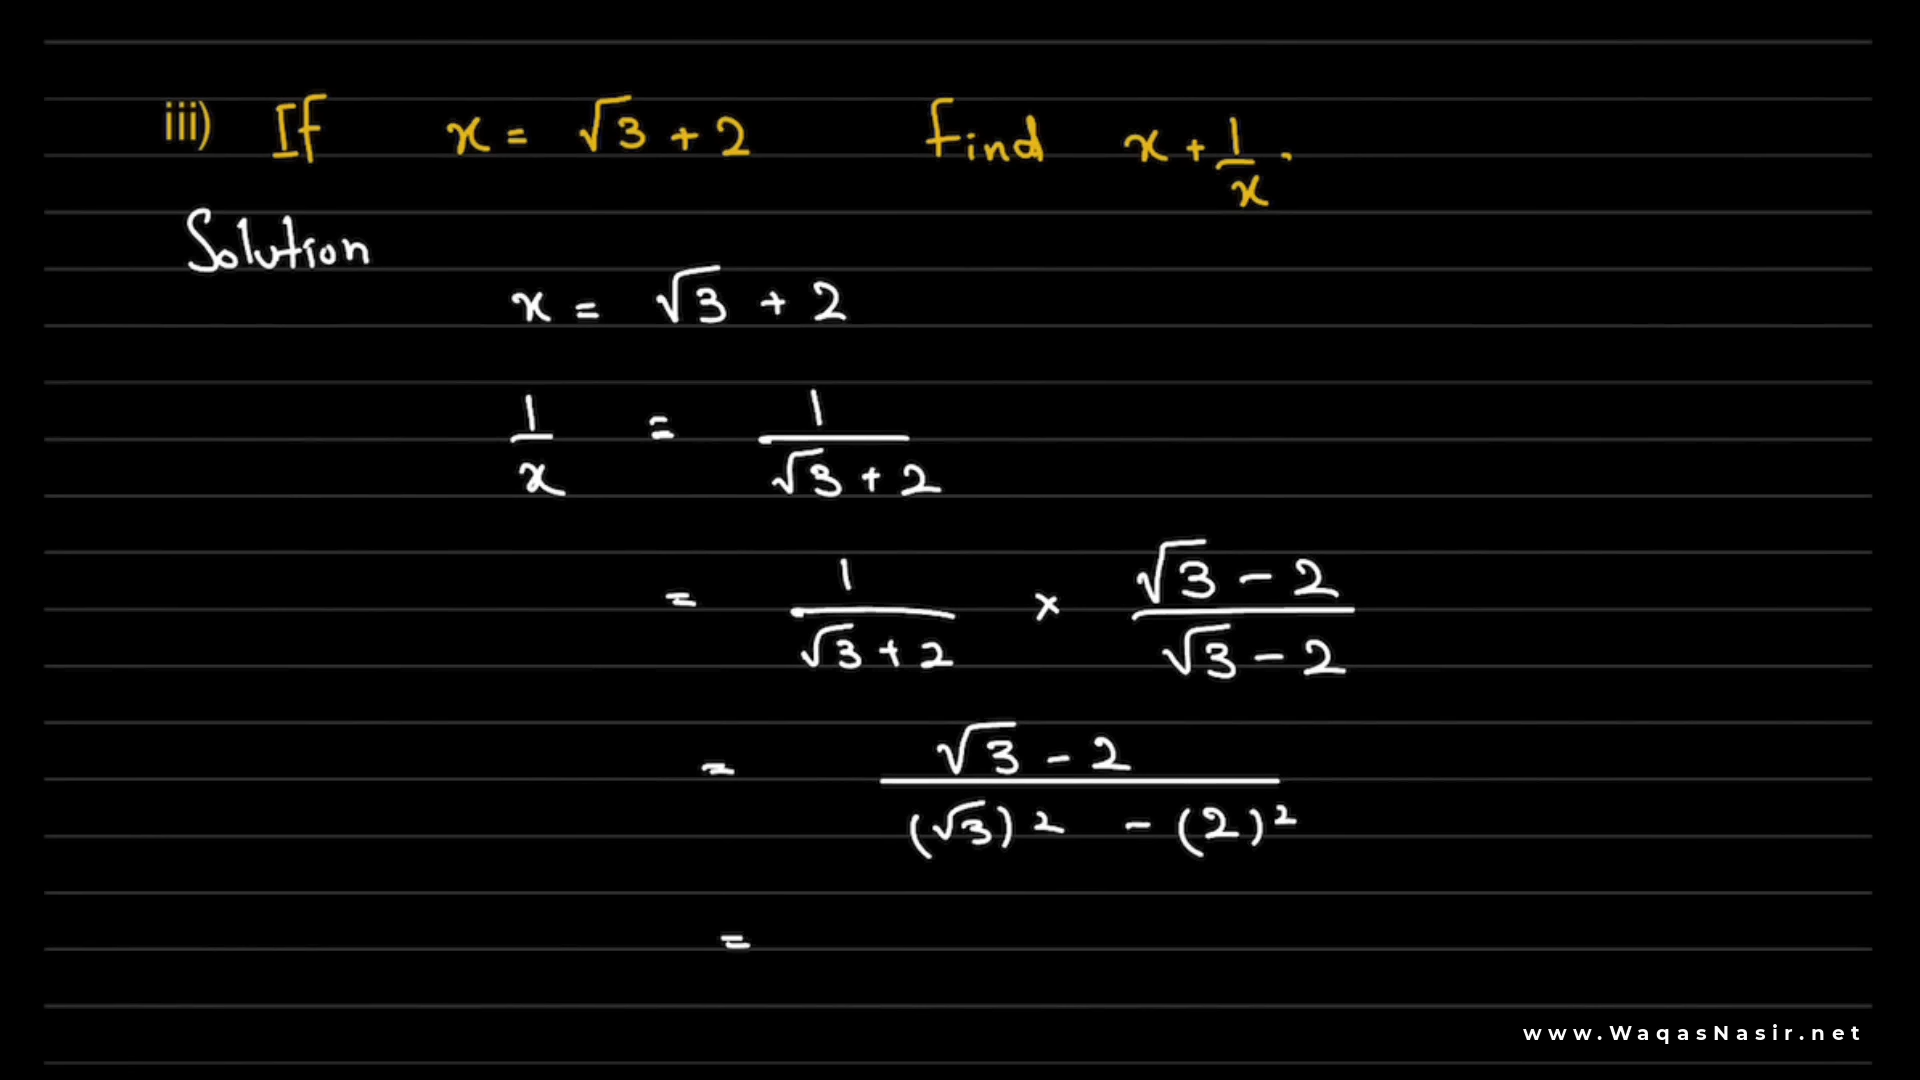 iii) If x = √3 + 2 Find x + 1/x .
Solution
x = √3 + 2
1/x = 1/(√3 + 2)
= 1/(√3 + 2) × (√3 - 2)/(√3 - 2)
= (√3 - 2)/((√3)² - (2)²)
=
www.WaqasNasir.net